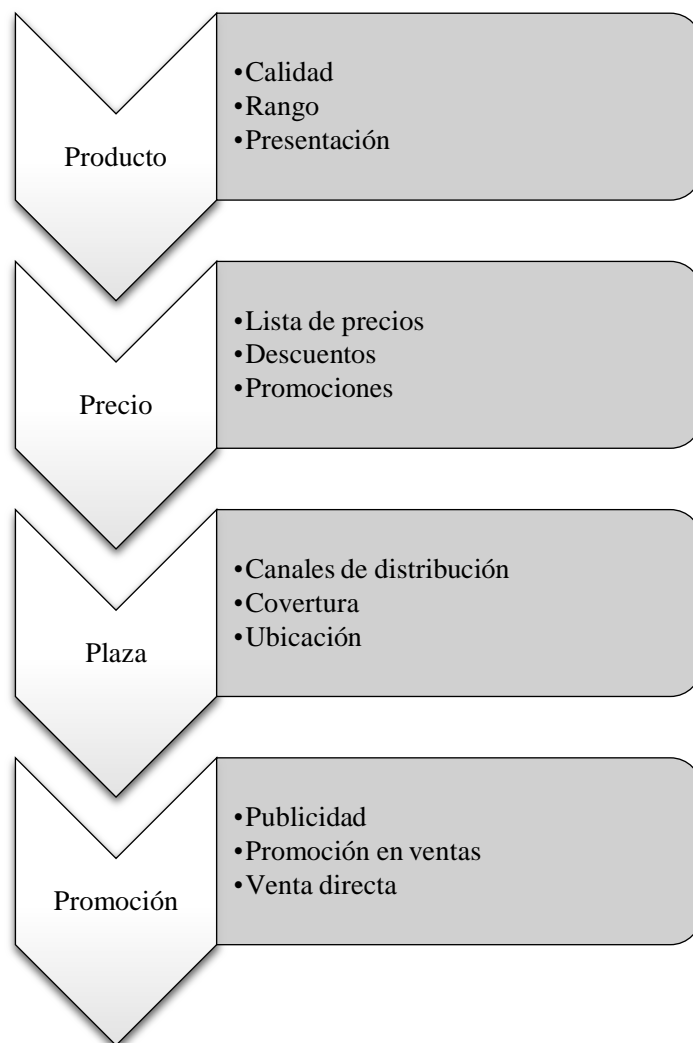 Producto
•Calidad
•Rango
•Presentación
Precio
•Lista de precios
•Descuentos
•Promociones
Plaza
•Canales de distribución
•Covertura
•Ubicación
Promoción
•Publicidad
•Promoción en ventas
•Venta directa